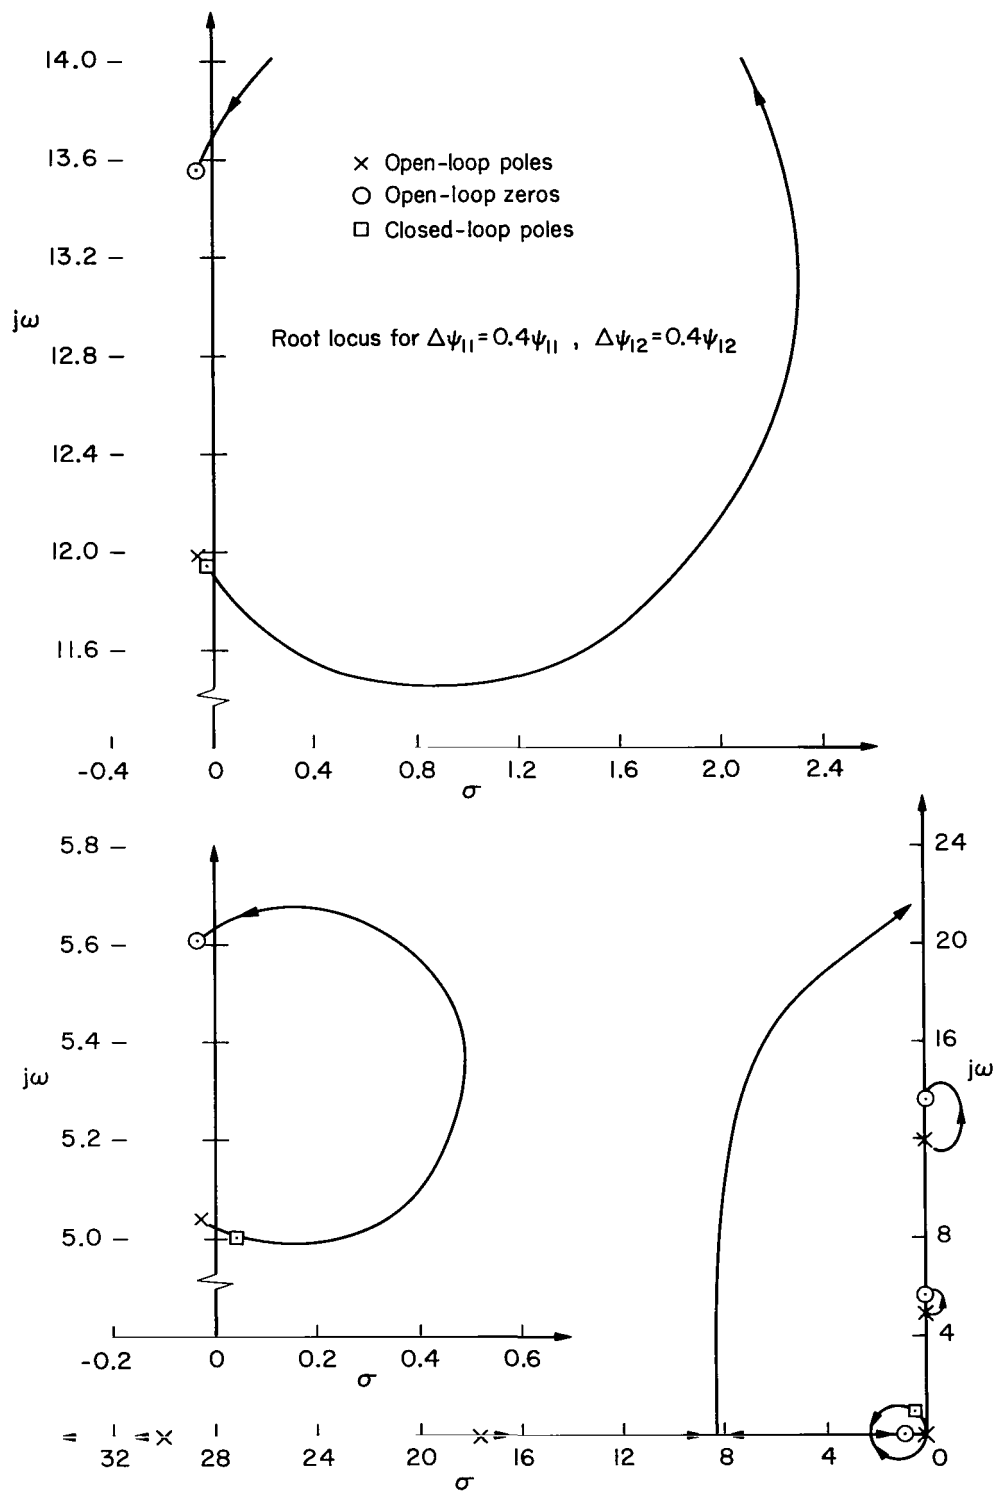 14.0
13.6
× Open-loop poles
○ Open-loop zeros
□ Closed-loop poles
13.2
jω
Root locus for Δψ₁₁=0.4ψ₁₁ , Δψ₁₂=0.4ψ₁₂
12.8
12.4
12.0
11.6
-0.4 0 0.4 0.8 1.2 1.6 2.0 2.4
σ
5.8
5.6
5.4
jω
5.2
5.0
-0.2 0 0.2 0.4 0.6
σ
24
20
16
jω
8
4
32 28 24 20 16 12 8 4 0
σ